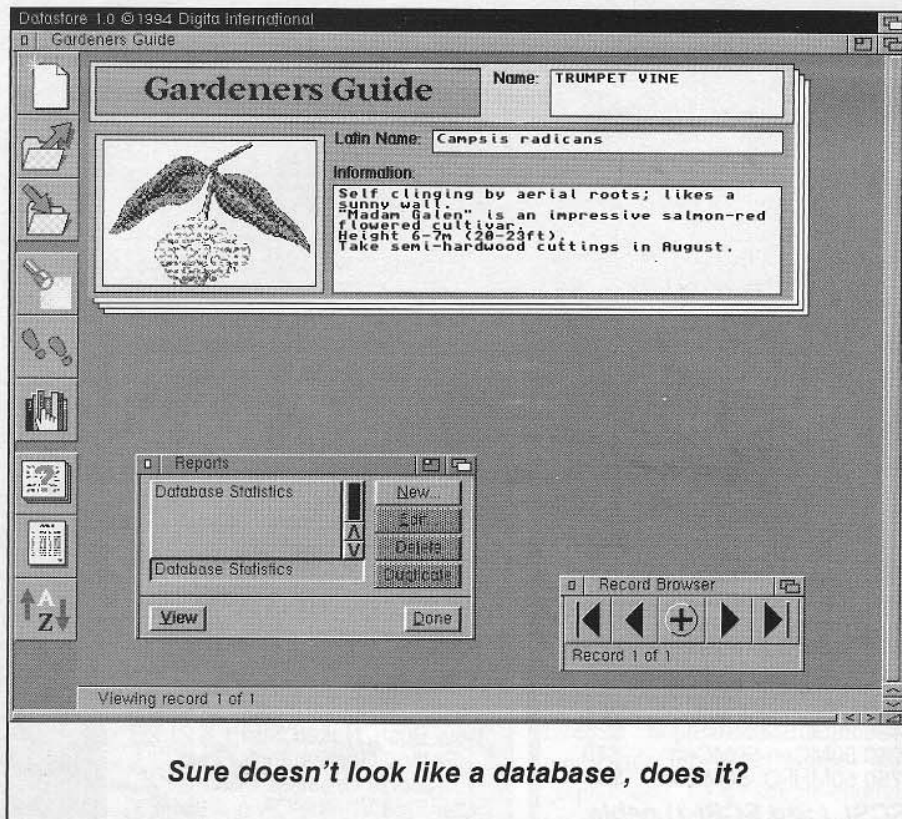 Datastore 1.0 © 1994 Digita International
Gardeners Guide
Gardeners Guide
Name:
TRUMPET VINE
Latin Name:
Campsis radicans
Information:
Self clinging by aerial roots; likes a
sunny wall.
"Madam Galen" is an impressive salmon-red
flowered cultivar.
Height 6-7m (20-23ft).
Take semi-hardwood cuttings in August.
A
Z
Reports
Database Statistics
New...
Edit...
Delete
Database Statistics
Duplicate
View
Done
Record Browser
Record 1 of 1
Viewing record 1 of 1
Sure doesn't look like a database , does it?